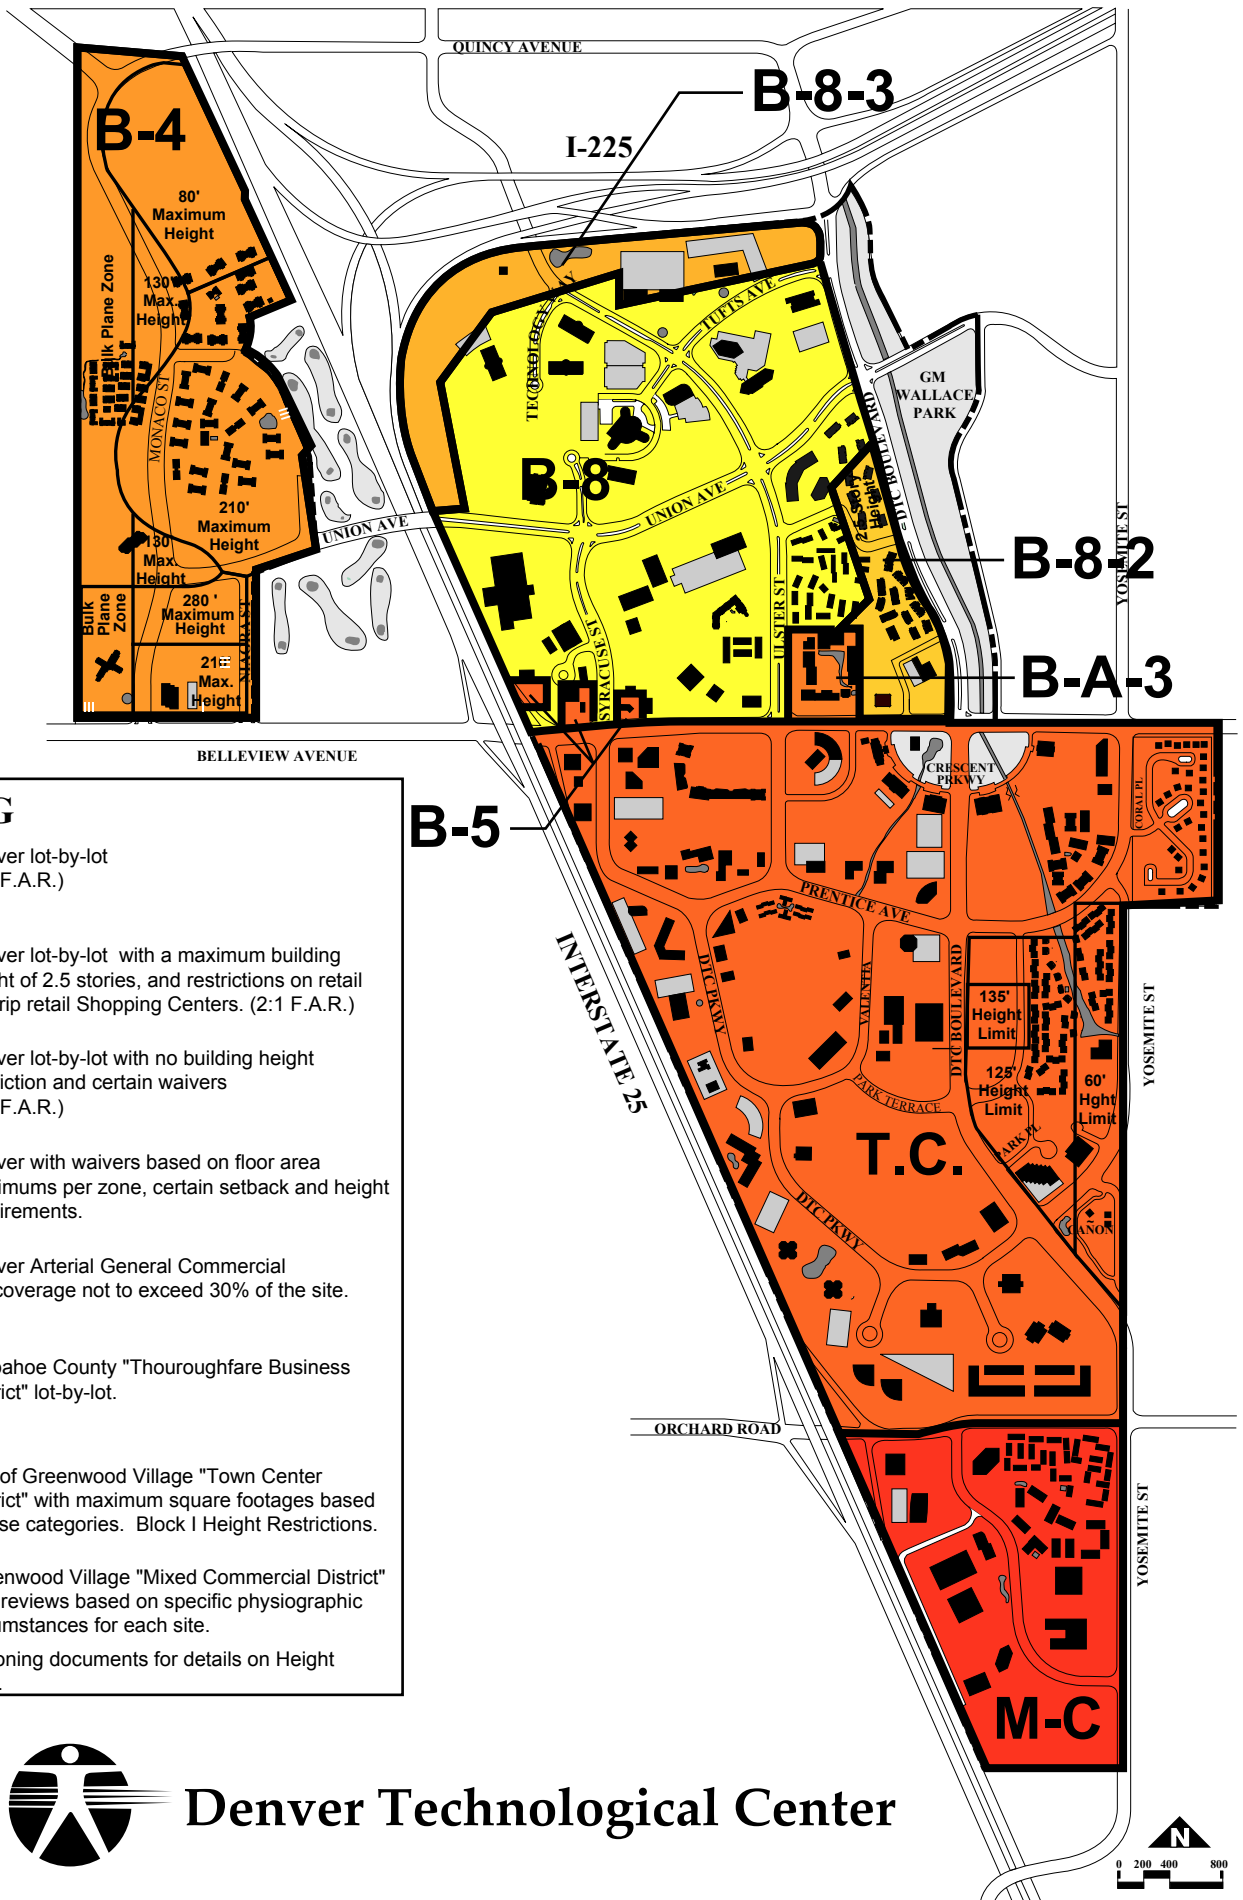 QUINCY AVENUE
B-8-3
B-4
I-225
80'
Maximum
Height
Bulk Plane Zone
130'
Max.
Height
TECHNOLOGY WAY
TUFTS AVE
GM
WALLACE
PARK
MONACO ST
DTC BOULEVARD
B-8
2.5 Story
Height
210'
Maximum
Height
UNION AVE
UNION AVE
YOSEMITE ST
130'
Max.
Height
B-8-2
Bulk
Plane
Zone
280 '
Maximum
Height
NIAGRA ST
SYRACUSE ST
ULSTER ST
Max.
Height
B-A-3
BELLEVIEW AVENUE
CRESCENT
PRKWY
CORAL PL
B-5
G
ver lot-by-lot
F.A.R.)
PRENTICE AVE
ver lot-by-lot with a maximum building
ht of 2.5 stories, and restrictions on retail
rip retail Shopping Centers. (2:1 F.A.R.)
INTERSTATE 25
DTC PKWY
VALENTIA
DTC BOULEVARD
135'
Height
Limit
YOSEMITE ST
ver lot-by-lot with no building height
iction and certain waivers
F.A.R.)
125'
Height
Limit
60'
Hght
Limit
PARK TERRACE
PARK PL
T.C.
ver with waivers based on floor area
imums per zone, certain setback and height
irements.
DTC PKWY
CAÑON
ver Arterial General Commercial
coverage not to exceed 30% of the site.
pahoe County "Thouroughfare Business
rict" lot-by-lot.
ORCHARD ROAD
of Greenwood Village "Town Center
rict" with maximum square footages based
se categories. Block I Height Restrictions.
YOSEMITE ST
enwood Village "Mixed Commercial District"
reviews based on specific physiographic
umstances for each site.
oning documents for details on Height
.
M-C
Denver Technological Center
N
0 200 400 800